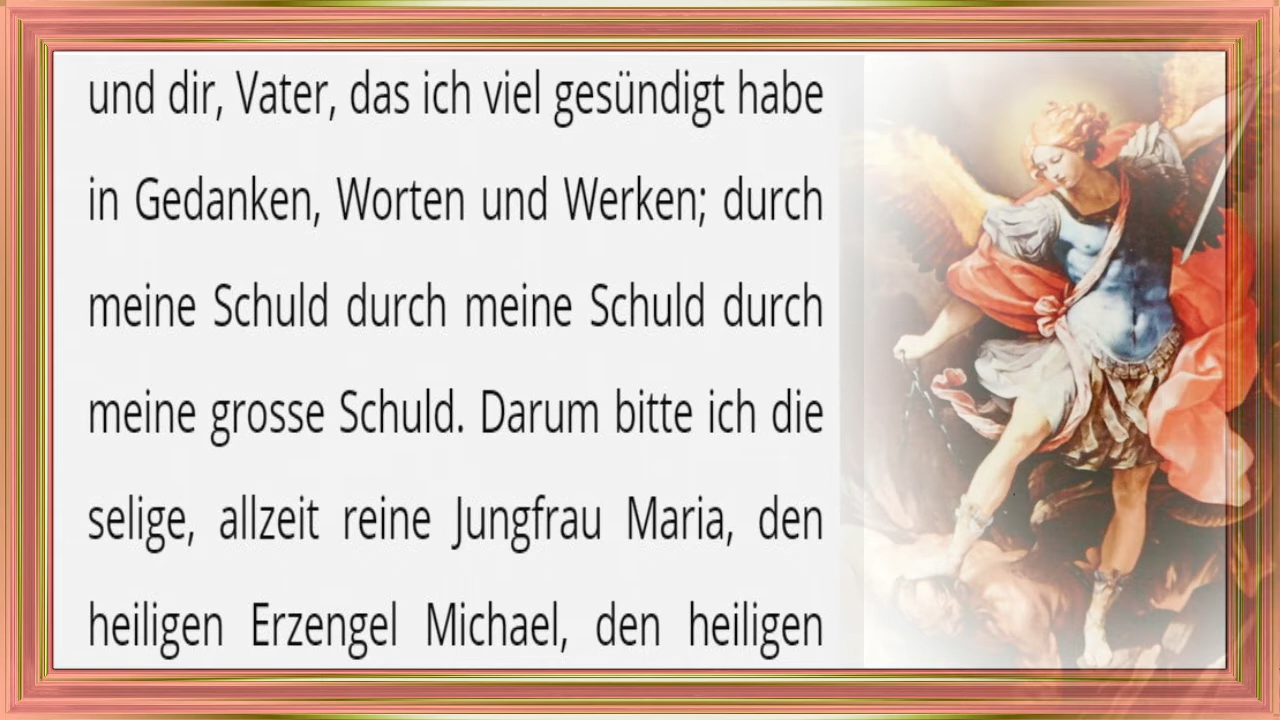 und dir, Vater, das ich viel gesündigt habe
in Gedanken, Worten und Werken; durch
meine Schuld durch meine Schuld durch
meine grosse Schuld. Darum bitte ich die
selige, allzeit reine Jungfrau Maria, den
heiligen Erzengel Michael, den heiligen